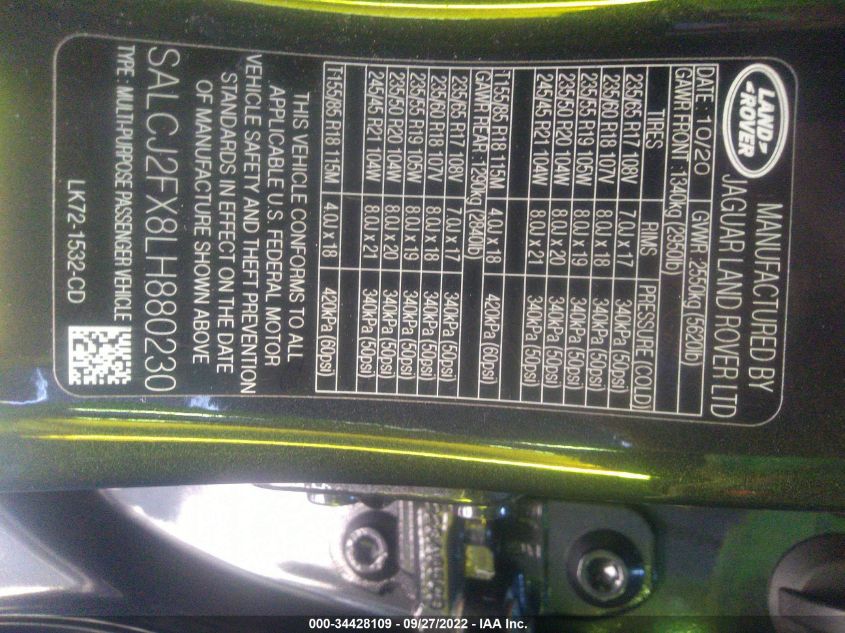 LAND-
ROVER
MANUFACTURED BY
JAGUAR LAND ROVER LTD
DATE: 10/20 GVWR: 2550kg (5620lb)
GAWR FRONT : 1340kg (2950lb)
TIRES RIMS PRESSURE (COLD)
235/65 R17 108V 7.0J x 17 340kPa (50psi)
235/60 R18 107V 8.0J x 18 340kPa (50psi)
235/55 R19 105W 8.0J x 19 340kPa (50psi)
235/50 R20 104W 8.0J x 20 340kPa (50psi)
245/45 R21 104W 8.0J x 21 340kPa (50psi)
T155/85 R18 115M 4.0J x 18 420kPa (60psi)
GAWR REAR: 1290kg (2840lb)
235/65 R17 108V 7.0J x 17 340kPa (50psi)
235/60 R18 107V 8.0J x 18 340kPa (50psi)
235/55 R19 105W 8.0J x 19 340kPa (50psi)
235/50 R20 104W 8.0J x 20 340kPa (50psi)
245/45 R21 104W 8.0J x 21 340kPa (50psi)
T155/85 R18 115M 4.0J x 18 420kPa (60psi)
THIS VEHICLE CONFORMS TO ALL
APPLICABLE U.S. FEDERAL MOTOR
VEHICLE SAFETY AND THEFT PREVENTION
STANDARDS IN EFFECT ON THE DATE
OF MANUFACTURE SHOWN ABOVE
SALCJ2FX8LH880230
TYPE: MULTI-PURPOSE PASSENGER VEHICLE
LK72-1532-CD
000-34428109 - 09/27/2022 - IAA Inc.